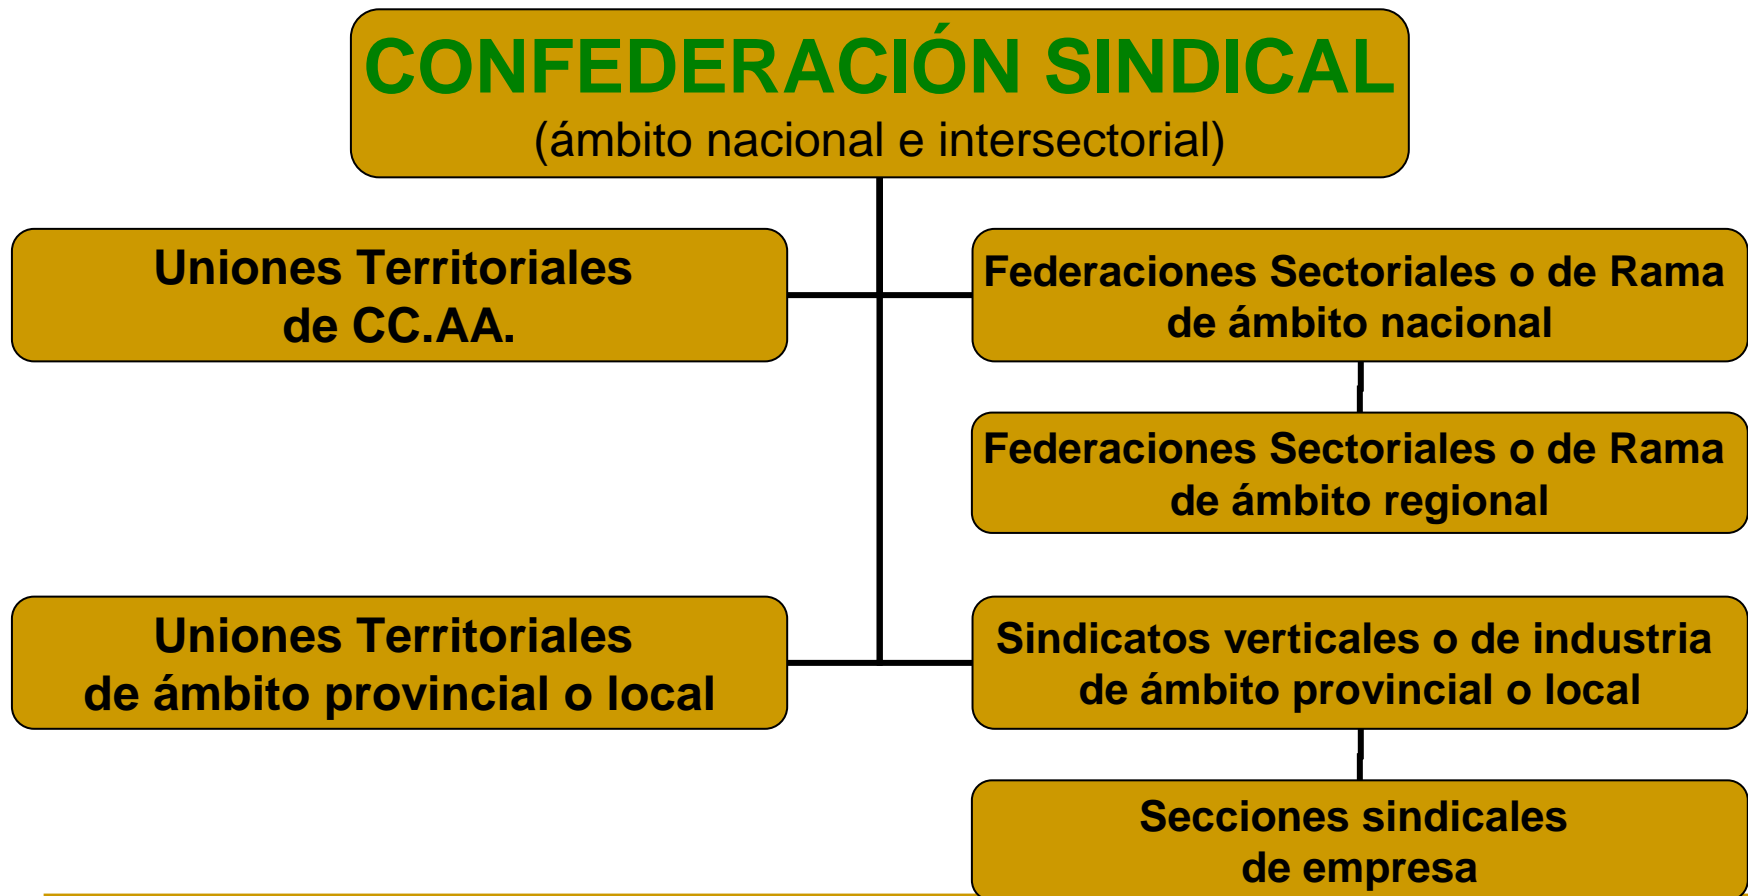 CONFEDERACIÓN SINDICAL
(ámbito nacional e intersectorial)
Uniones Territoriales
de CC.AA.
Federaciones Sectoriales o de Rama
de ámbito nacional
Federaciones Sectoriales o de Rama
de ámbito regional
Uniones Territoriales
de ámbito provincial o local
Sindicatos verticales o de industria
de ámbito provincial o local
Secciones sindicales
de empresa